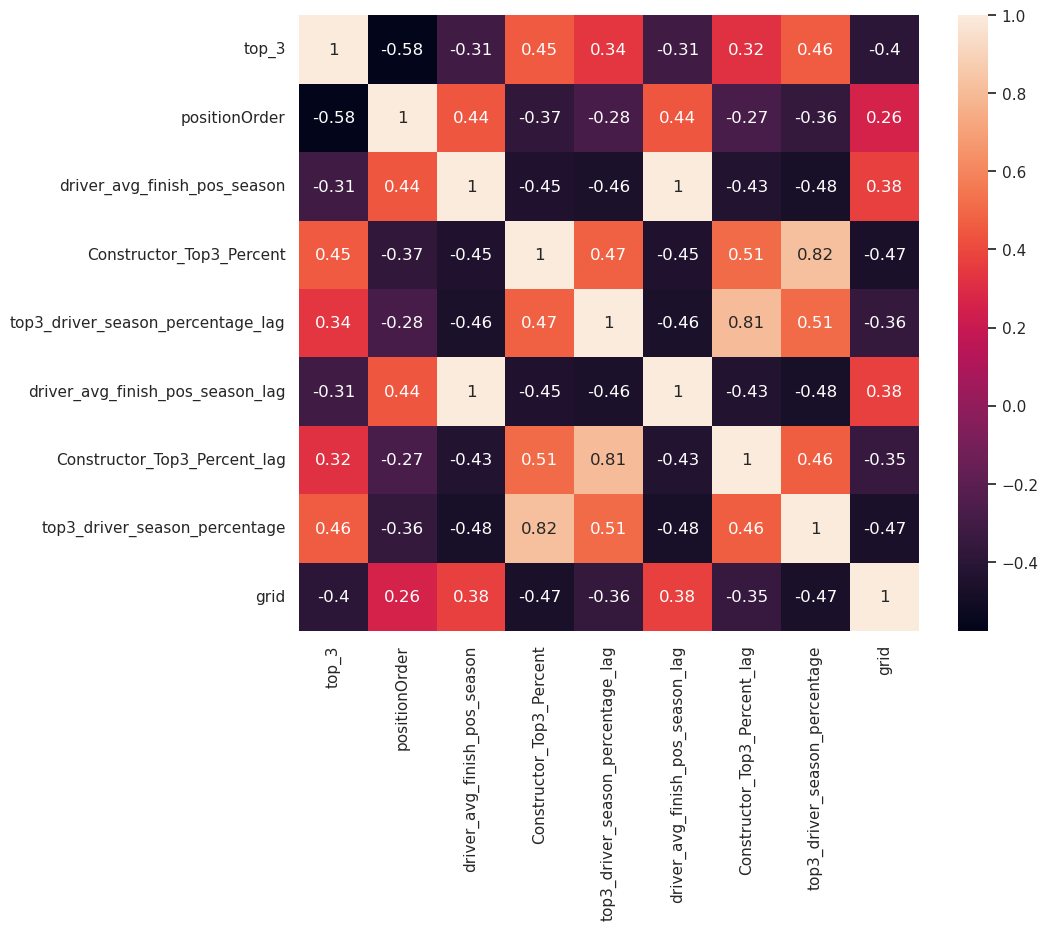 top_3 1 -0.58 -0.31 0.45 0.34 -0.31 0.32 0.46 -0.4
positionOrder -0.58 1 0.44 -0.37 -0.28 0.44 -0.27 -0.36 0.26
driver_avg_finish_pos_season -0.31 0.44 1 -0.45 -0.46 1 -0.43 -0.48 0.38
Constructor_Top3_Percent 0.45 -0.37 -0.45 1 0.47 -0.45 0.51 0.82 -0.47
top3_driver_season_percentage_lag 0.34 -0.28 -0.46 0.47 1 -0.46 0.81 0.51 -0.36
driver_avg_finish_pos_season_lag -0.31 0.44 1 -0.45 -0.46 1 -0.43 -0.48 0.38
Constructor_Top3_Percent_lag 0.32 -0.27 -0.43 0.51 0.81 -0.43 1 0.46 -0.35
top3_driver_season_percentage 0.46 -0.36 -0.48 0.82 0.51 -0.48 0.46 1 -0.47
grid -0.4 0.26 0.38 -0.47 -0.36 0.38 -0.35 -0.47 1
top_3
positionOrder
driver_avg_finish_pos_season
Constructor_Top3_Percent
top3_driver_season_percentage_lag
driver_avg_finish_pos_season_lag
Constructor_Top3_Percent_lag
top3_driver_season_percentage
grid
1.0
0.8
0.6
0.4
0.2
0.0
−0.2
−0.4